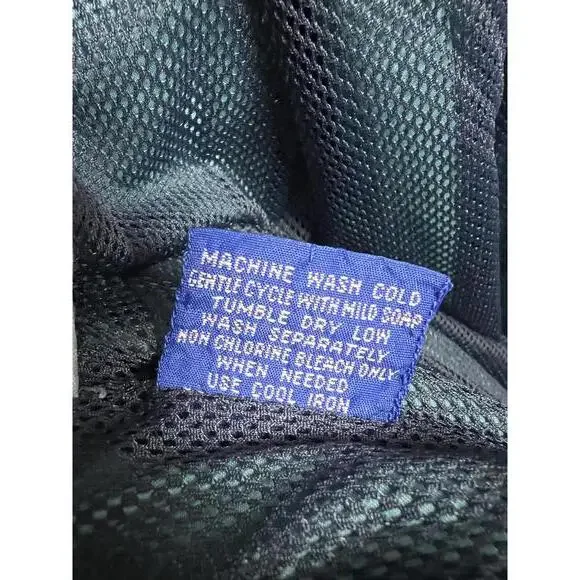 MACHINE WASH COLD
GENTLE CYCLE WITH MILD SOAP
TUMBLE DRY LOW
WASH SEPARATELY
NON CHLORINE BLEACH ONLY
WHEN NEEDED
USE COOL IRON